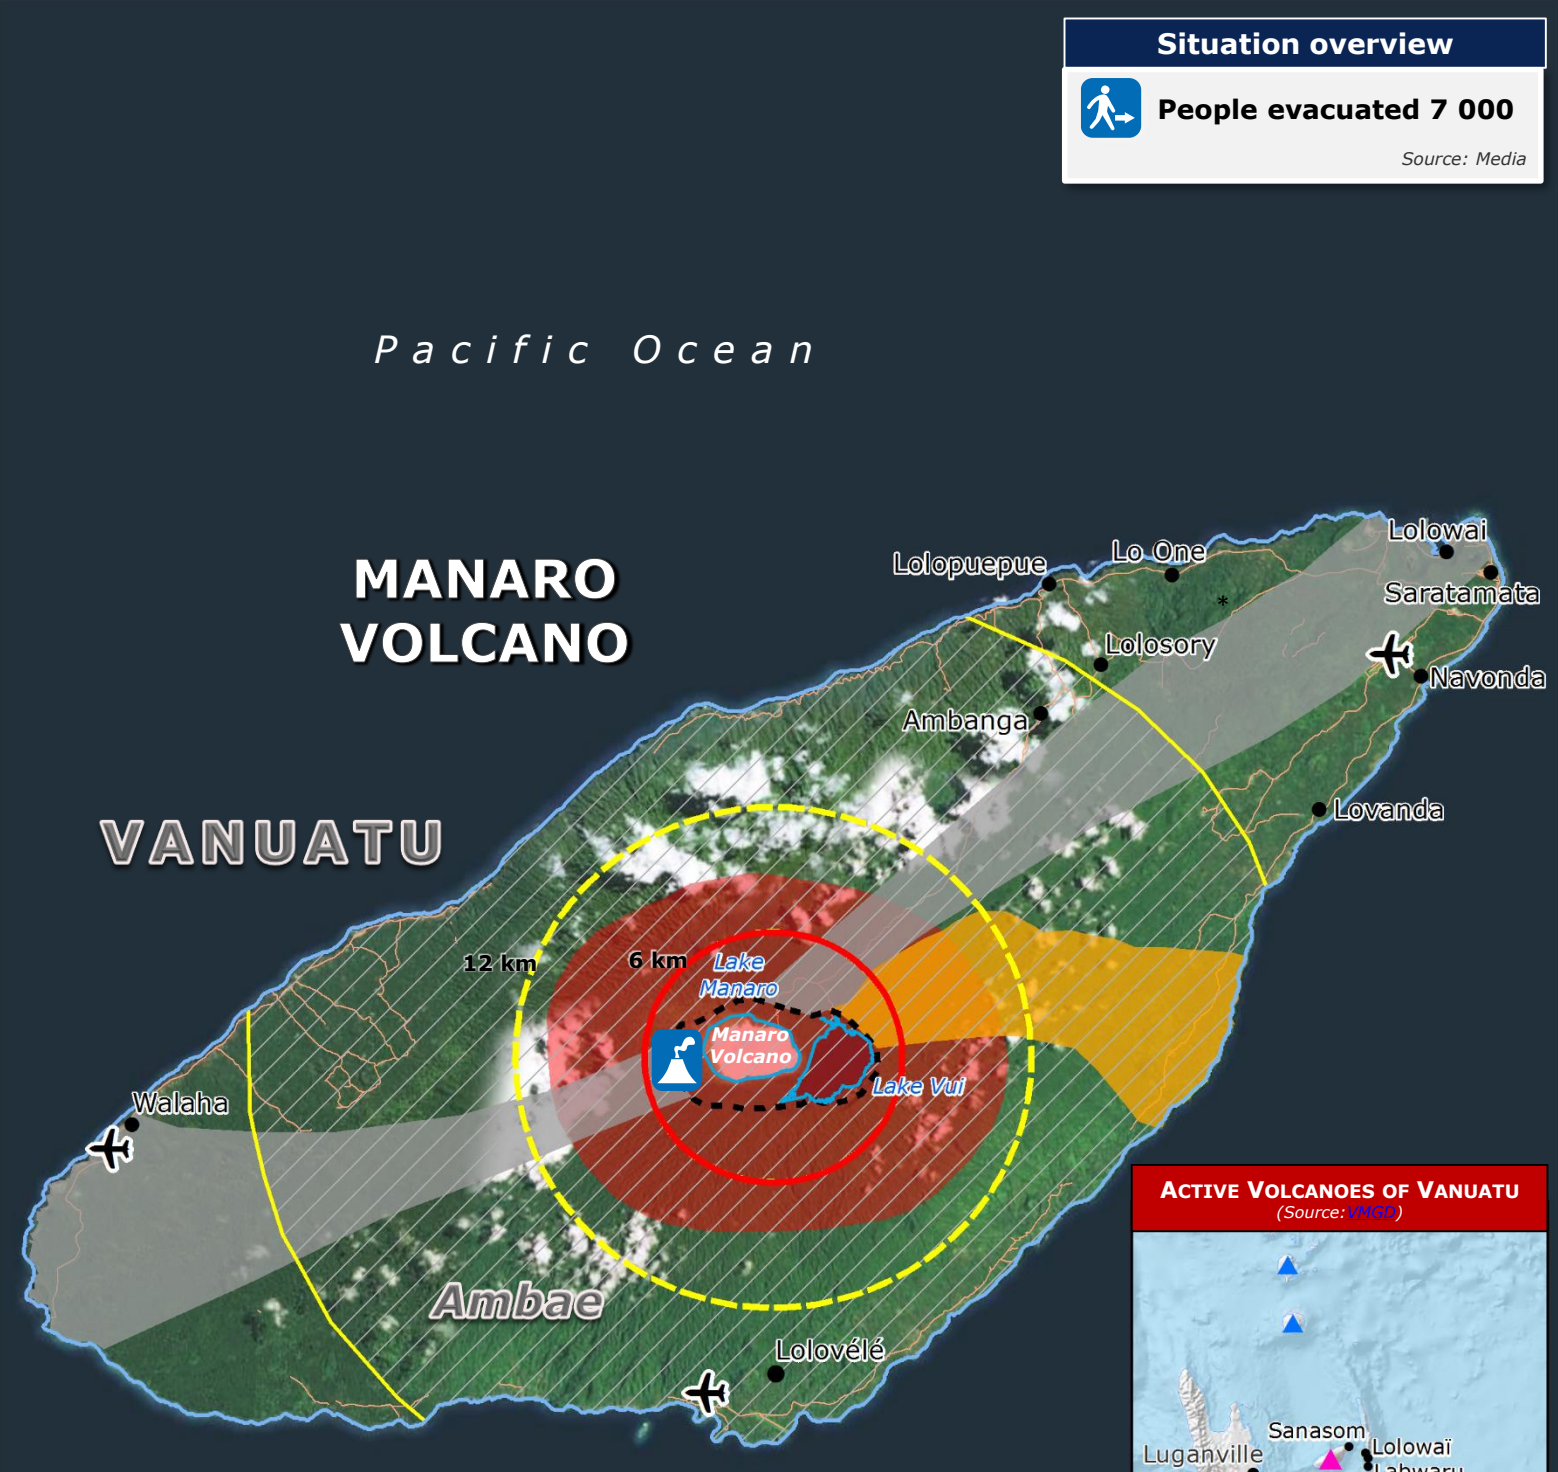 Situation overview
People evacuated 7 000
Source: Media
Pacific Ocean
Lolowai
Lo One
Lolopuepue
MANARO
VOLCANO
Saratamata
*
Lolosory
Navonda
Ambanga
Lovanda
VANUATU
12 km
6 km
Lake
Manaro
Manaro
Volcano
Lake Vui
Walaha
ACTIVE VOLCANOES OF VANUATU
(Source:VMGD)
Ambae
Lolovélé
Sanasom
Lolowaï
Luganville